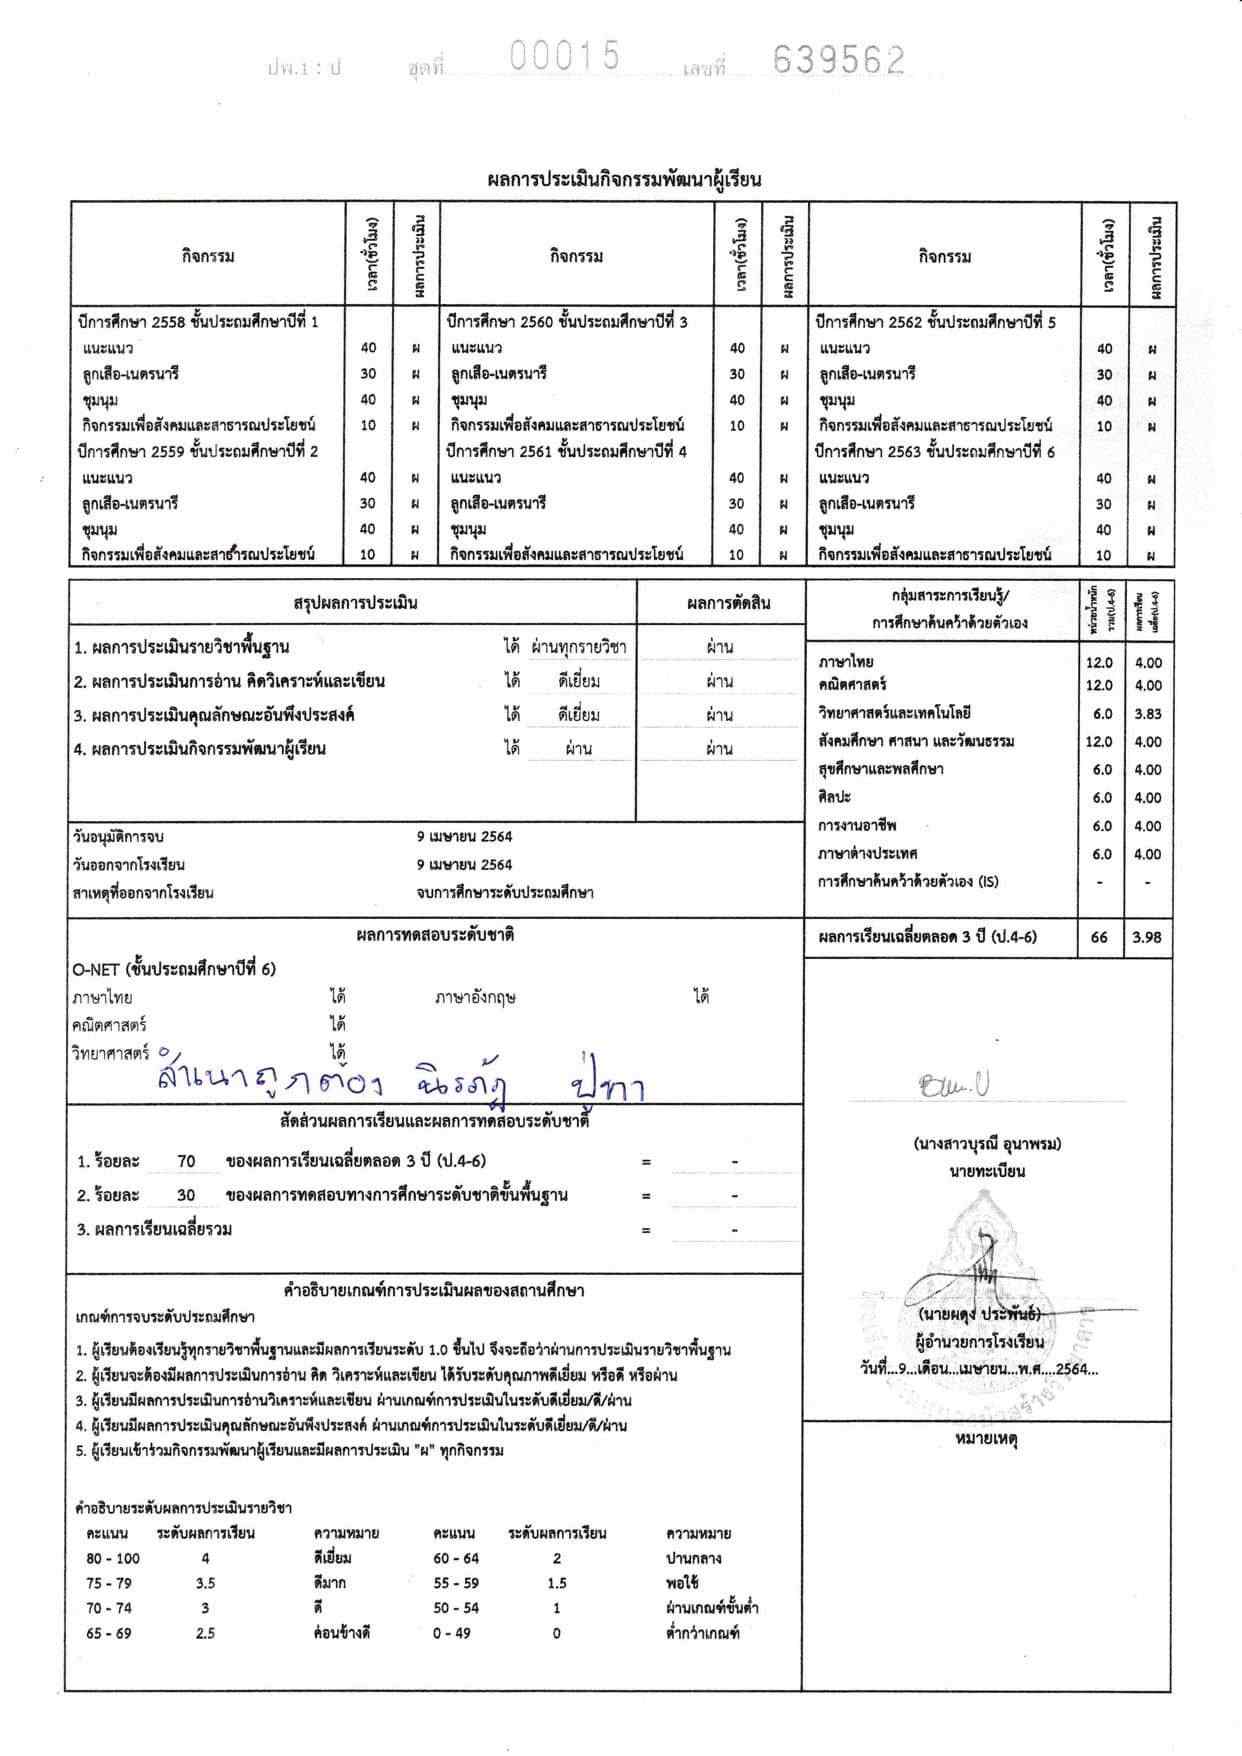 ปพ.1 : ป ชุดที่ 00015 เลขที่ 639562
ผลการประเมินกิจกรรมพัฒนาผู้เรียน
กิจกรรม เวลา(ชั่วโมง) ผลการประเมิน กิจกรรม เวลา(ชั่วโมง) ผลการประเมิน กิจกรรม เวลา(ชั่วโมง) ผลการประเมิน
ปีการศึกษา 2558 ชั้นประถมศึกษาปีที่ 1 ปีการศึกษา 2560 ชั้นประถมศึกษาปีที่ 3 ปีการศึกษา 2562 ชั้นประถมศึกษาปีที่ 5
แนะแนว 40 ผ แนะแนว 40 ผ แนะแนว 40 ผ
ลูกเสือ-เนตรนารี 30 ผ ลูกเสือ-เนตรนารี 30 ผ ลูกเสือ-เนตรนารี 30 ผ
ชุมนุม 40 ผ ชุมนุม 40 ผ ชุมนุม 40 ผ
กิจกรรมเพื่อสังคมและสาธารณประโยชน์ 10 ผ กิจกรรมเพื่อสังคมและสาธารณประโยชน์ 10 ผ กิจกรรมเพื่อสังคมและสาธารณประโยชน์ 10 ผ
ปีการศึกษา 2559 ชั้นประถมศึกษาปีที่ 2 ปีการศึกษา 2561 ชั้นประถมศึกษาปีที่ 4 ปีการศึกษา 2563 ชั้นประถมศึกษาปีที่ 6
แนะแนว 40 ผ แนะแนว 40 ผ แนะแนว 40 ผ
ลูกเสือ-เนตรนารี 30 ผ ลูกเสือ-เนตรนารี 30 ผ ลูกเสือ-เนตรนารี 30 ผ
ชุมนุม 40 ผ ชุมนุม 40 ผ ชุมนุม 40 ผ
กิจกรรมเพื่อสังคมและสาธารณประโยชน์ 10 ผ กิจกรรมเพื่อสังคมและสาธารณประโยชน์ 10 ผ กิจกรรมเพื่อสังคมและสาธารณประโยชน์ 10 ผ
สรุปผลการประเมิน ผลการตัดสิน
1. ผลการประเมินรายวิชาพื้นฐาน ได้ ผ่านทุกรายวิชา ผ่าน
2. ผลการประเมินการอ่าน คิดวิเคราะห์และเขียน ได้ ดีเยี่ยม ผ่าน
3. ผลการประเมินคุณลักษณะอันพึงประสงค์ ได้ ดีเยี่ยม ผ่าน
4. ผลการประเมินกิจกรรมพัฒนาผู้เรียน ได้ ผ่าน ผ่าน
วันอนุมัติการจบ 9 เมษายน 2564
วันออกจากโรงเรียน 9 เมษายน 2564
สาเหตุที่ออกจากโรงเรียน จบการศึกษาระดับประถมศึกษา
กลุ่มสาระการเรียนรู้/
การศึกษาค้นคว้าด้วยตัวเอง
หน่วยน้ำหนัก
รวม(ป.4-6)
ผลการเรียน
เฉลี่ย(ป.4-6)
ภาษาไทย 12.0 4.00
คณิตศาสตร์ 12.0 4.00
วิทยาศาสตร์และเทคโนโลยี 6.0 3.83
สังคมศึกษา ศาสนา และวัฒนธรรม 12.0 4.00
สุขศึกษาและพลศึกษา 6.0 4.00
ศิลปะ 6.0 4.00
การงานอาชีพ 6.0 4.00
ภาษาต่างประเทศ 6.0 4.00
การศึกษาค้นคว้าด้วยตัวเอง (IS) - -
ผลการเรียนเฉลี่ยตลอด 3 ปี (ป.4-6) 66 3.98
ผลการทดสอบระดับชาติ
O-NET (ชั้นประถมศึกษาปีที่ 6)
ภาษาไทย ได้ ภาษาอังกฤษ ได้
คณิตศาสตร์ ได้
วิทยาศาสตร์ ได้
สำเนาถูกต้อง
สัดส่วนผลการเรียนและผลการทดสอบระดับชาติ
1. ร้อยละ 70 ของผลการเรียนเฉลี่ยตลอด 3 ปี (ป.4-6) = -
2. ร้อยละ 30 ของผลการทดสอบทางการศึกษาระดับชาติขั้นพื้นฐาน = -
3. ผลการเรียนเฉลี่ยรวม = -
(นางสาวบุรณี อุนาพรม)
นายทะเบียน
(นายผดุง ประพันธ์)
ผู้อำนวยการโรงเรียน
วันที่...9...เดือน...เมษายน...พ.ศ....2564...
หมายเหตุ
คำอธิบายเกณฑ์การประเมินผลของสถานศึกษา
เกณฑ์การจบระดับประถมศึกษา
1. ผู้เรียนต้องเรียนรู้ทุกรายวิชาพื้นฐานและมีผลการเรียนระดับ 1.0 ขึ้นไป จึงจะถือว่าผ่านการประเมินรายวิชาพื้นฐาน
2. ผู้เรียนจะต้องมีผลการประเมินการอ่าน คิด วิเคราะห์และเขียน ได้รับระดับคุณภาพดีเยี่ยม หรือดี หรือผ่าน
3. ผู้เรียนมีผลการประเมินการอ่านวิเคราะห์และเขียน ผ่านเกณฑ์การประเมินในระดับดีเยี่ยม/ดี/ผ่าน
4. ผู้เรียนมีผลการประเมินคุณลักษณะอันพึงประสงค์ ผ่านเกณฑ์การประเมินในระดับดีเยี่ยม/ดี/ผ่าน
5. ผู้เรียนเข้าร่วมกิจกรรมพัฒนาผู้เรียนและมีผลการประเมิน "ผ" ทุกกิจกรรม
คำอธิบายระดับผลการประเมินรายวิชา
คะแนน ระดับผลการเรียน ความหมาย คะแนน ระดับผลการเรียน ความหมาย
80 - 100 4 ดีเยี่ยม 60 - 64 2 ปานกลาง
75 - 79 3.5 ดีมาก 55 - 59 1.5 พอใช้
70 - 74 3 ดี 50 - 54 1 ผ่านเกณฑ์ขั้นต่ำ
65 - 69 2.5 ค่อนข้างดี 0 - 49 0 ต่ำกว่าเกณฑ์